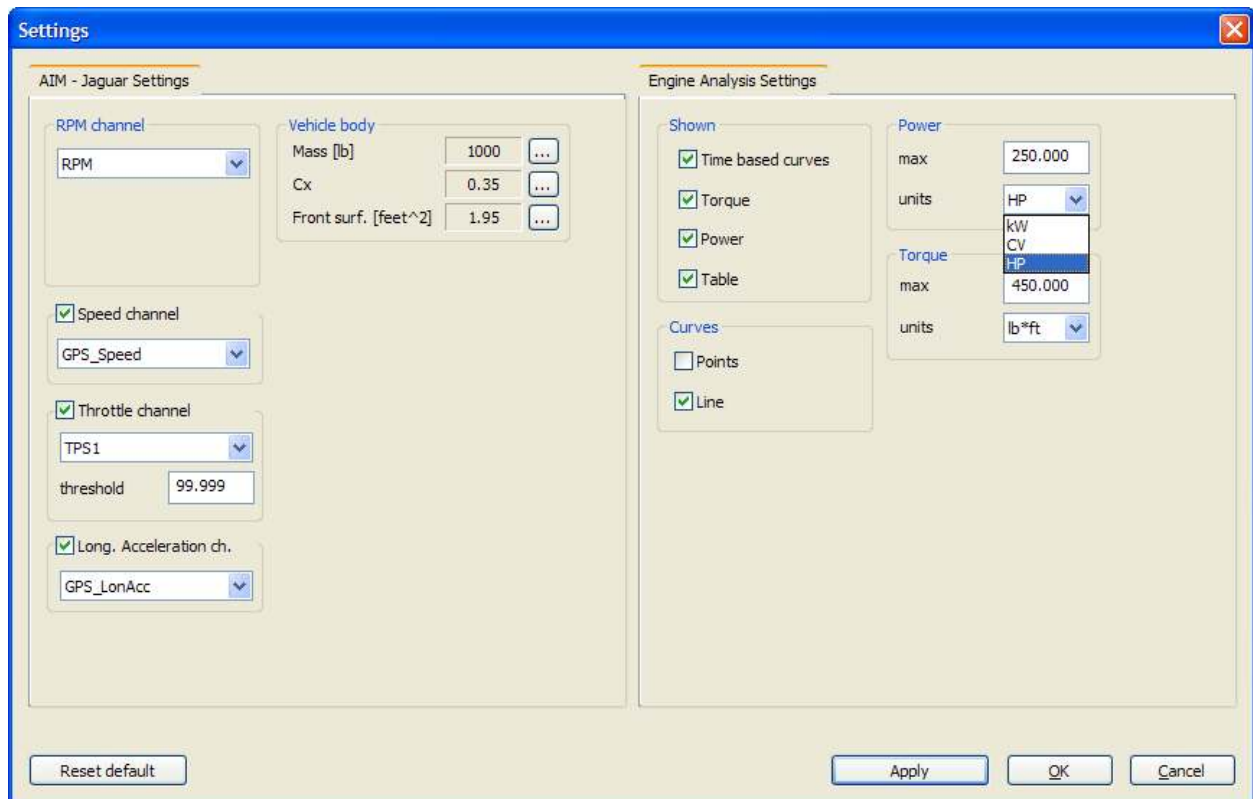 Settings
AIM - Jaguar Settings
RPM channel
RPM
Vehicle body
Mass [lb] 1000 ...
Cx 0.35 ...
Front surf. [feet^2] 1.95 ...
Speed channel
GPS_Speed
Throttle channel
TPS1
threshold 99.999
Long. Acceleration ch.
GPS_LonAcc
Engine Analysis Settings
Shown
Time based curves
Torque
Power
Table
Curves
Points
Line
Power
max 250.000
units HP
kW
CV
HP
Torque
max 450.000
units lb*ft
Reset default
Apply
OK
Cancel